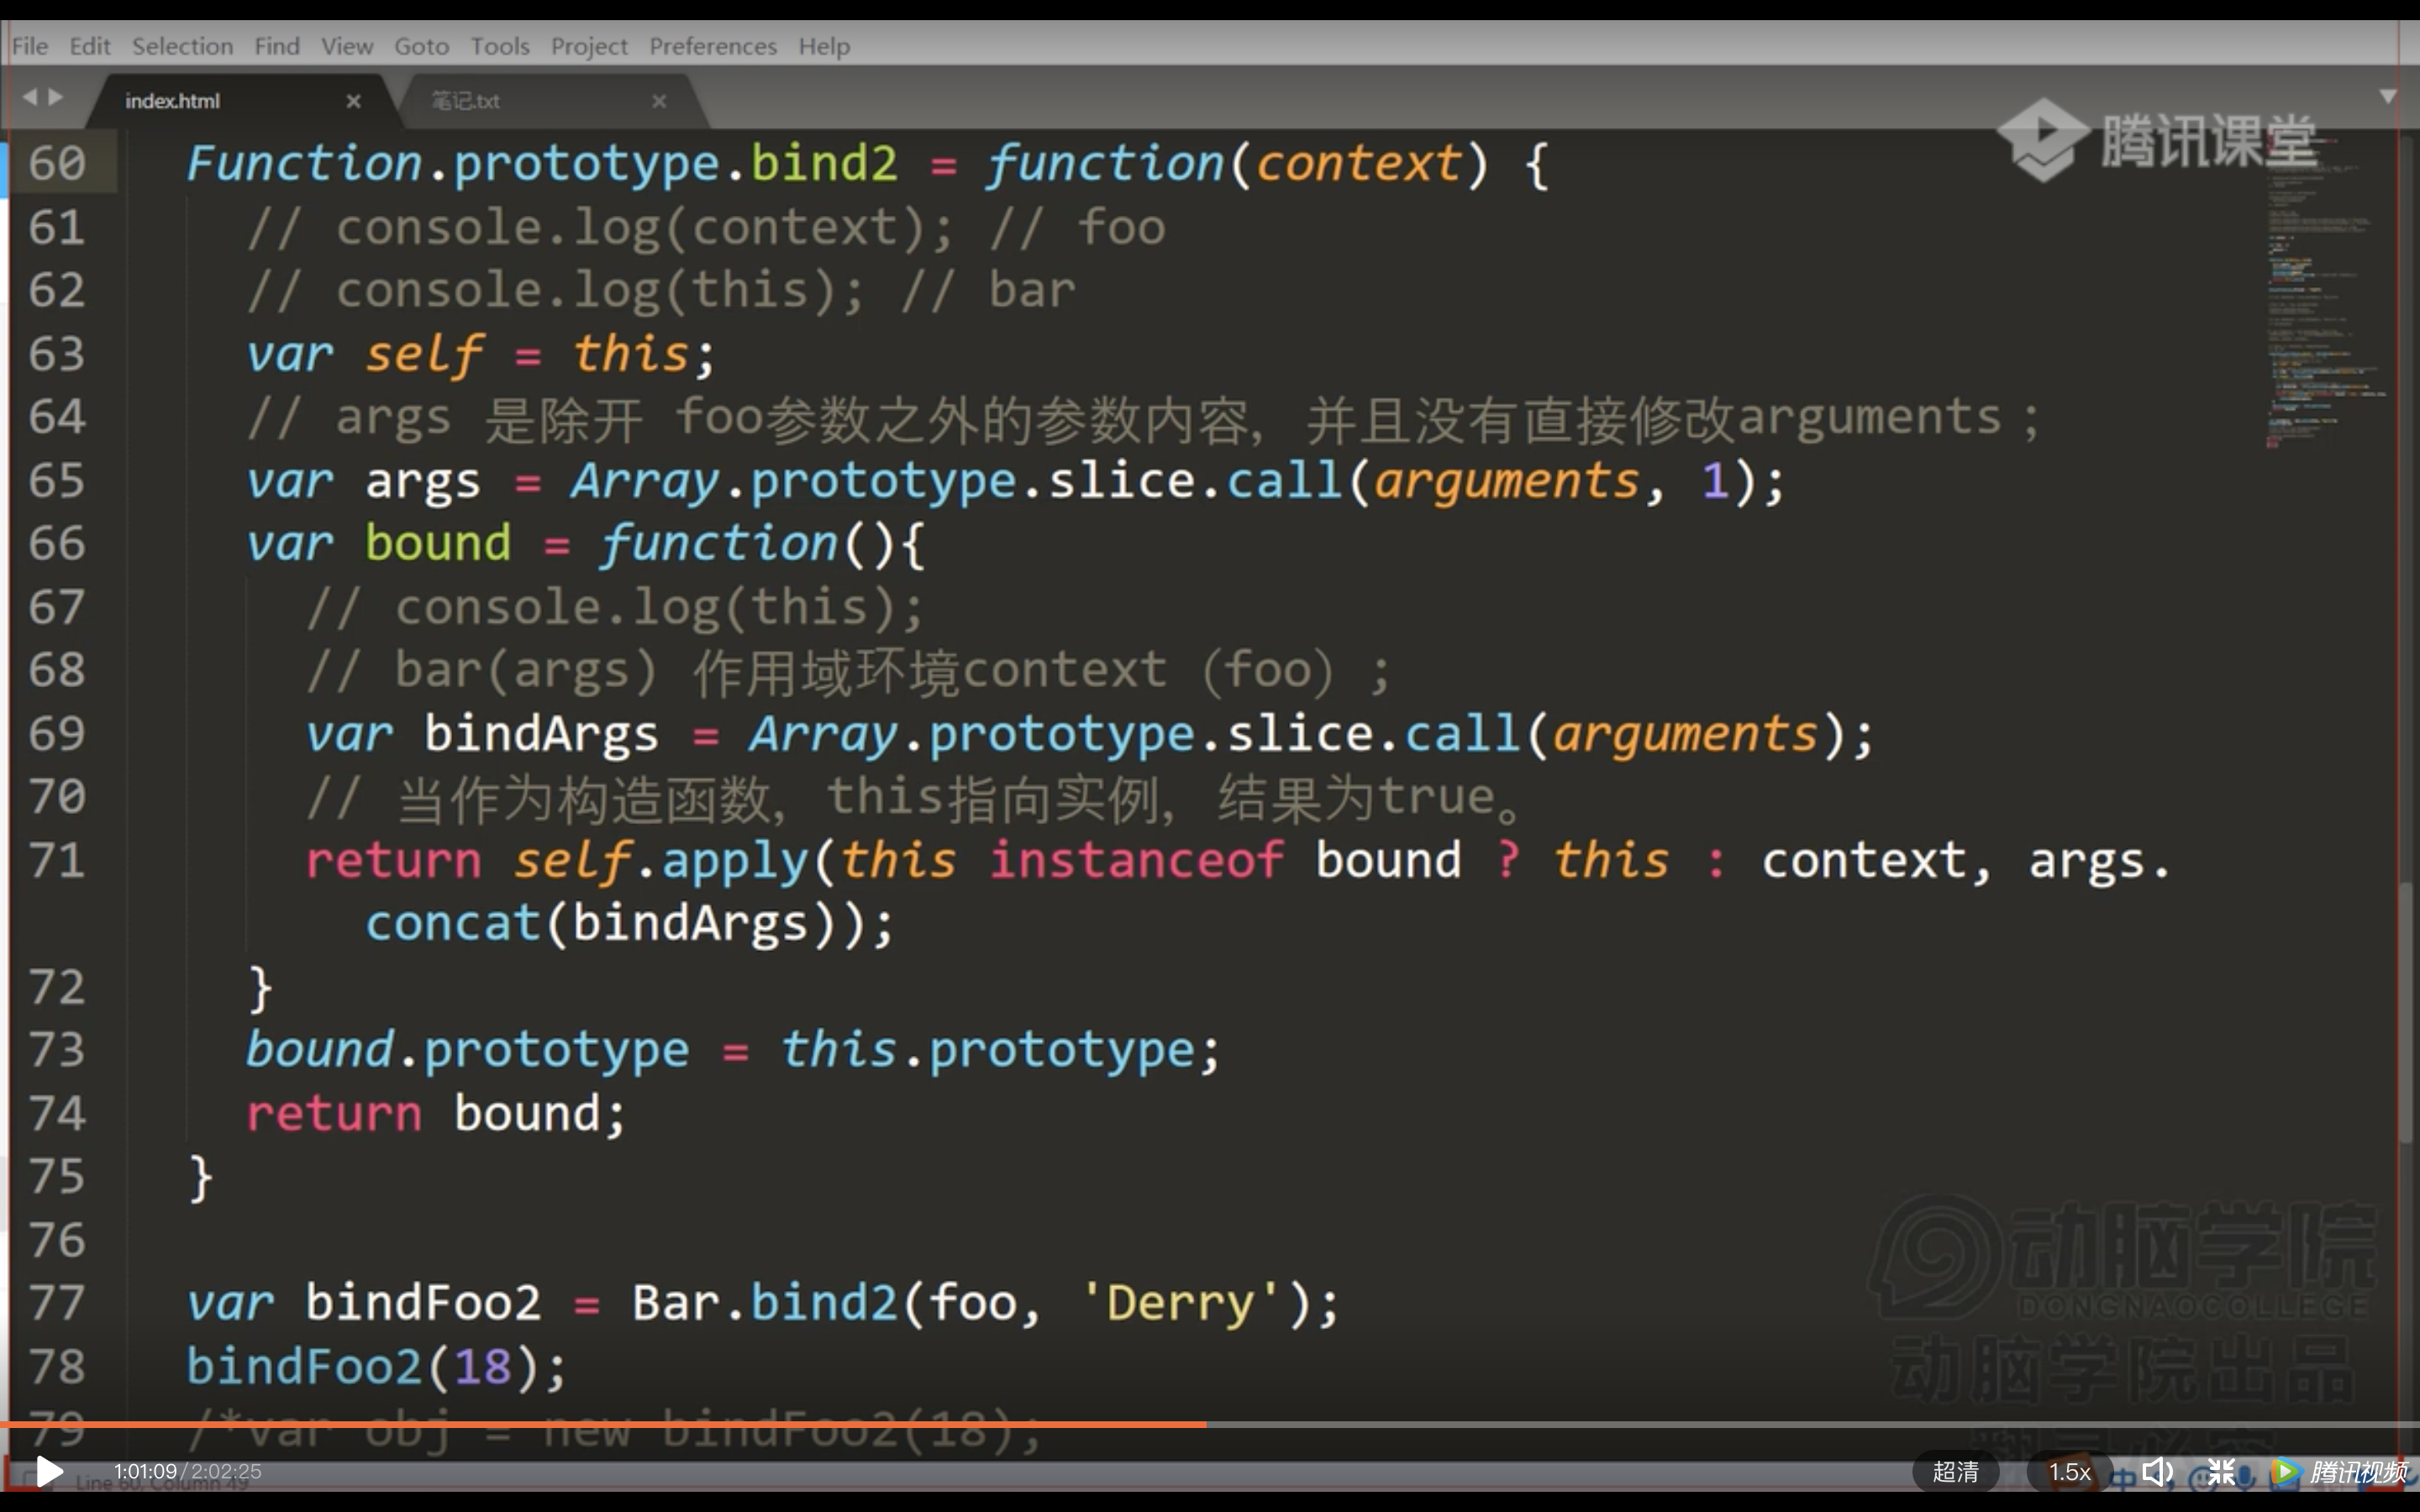 File Edit Selection Find View Goto Tools Project Preferences Help
index.html × 笔记.txt ×
腾讯课堂
60 Function.prototype.bind2 = function(context) {
61 // console.log(context); // foo
62 // console.log(this); // bar
63 var self = this;
64 // args 是除开 foo参数之外的参数内容，并且没有直接修改arguments；
65 var args = Array.prototype.slice.call(arguments, 1);
66 var bound = function(){
67 // console.log(this);
68 // bar(args) 作用域环境context（foo）;
69 var bindArgs = Array.prototype.slice.call(arguments);
70 // 当作为构造函数，this指向实例，结果为true。
71 return self.apply(this instanceof bound ? this : context, args.
concat(bindArgs));
72 }
73 bound.prototype = this.prototype;
74 return bound;
75 }
76
77 var bindFoo2 = Bar.bind2(foo, 'Derry');
78 bindFoo2(18);
79 /*var obj = new bindFoo2(18);
动脑学院
DONGNAOCOLLEGE
动脑学院出品
1:01:09/2:02:25
Line 60, Column 49
超清 1.5x 中 腾讯视频